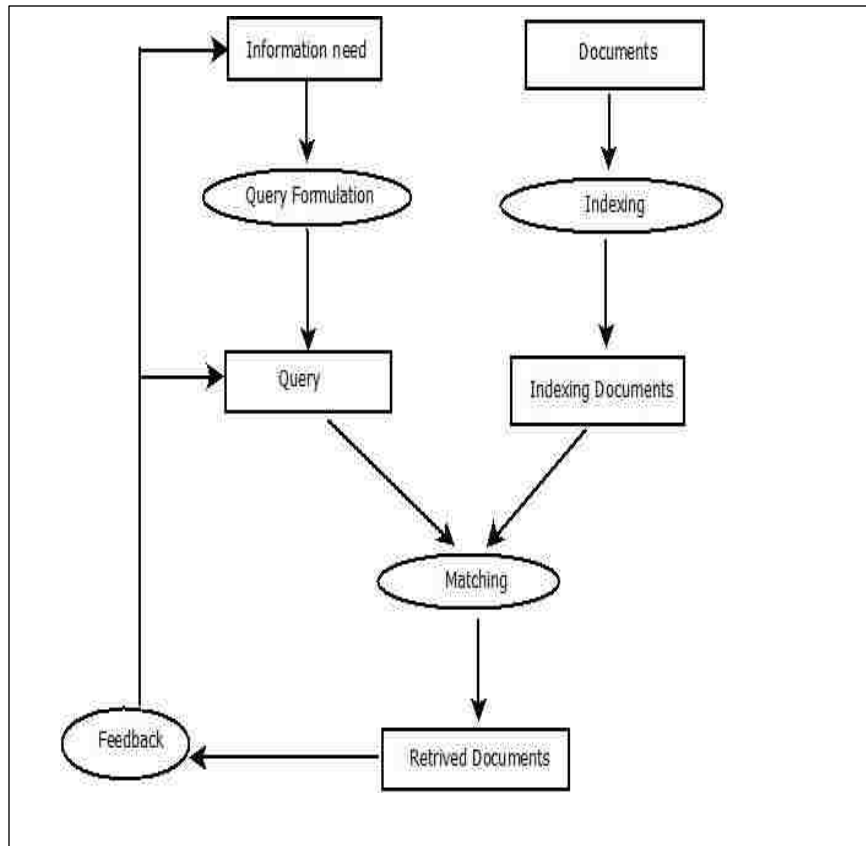 Information need
Documents
Query Formulation
Indexing
Query
Indexing Documents
Matching
Feedback
Retrived Documents